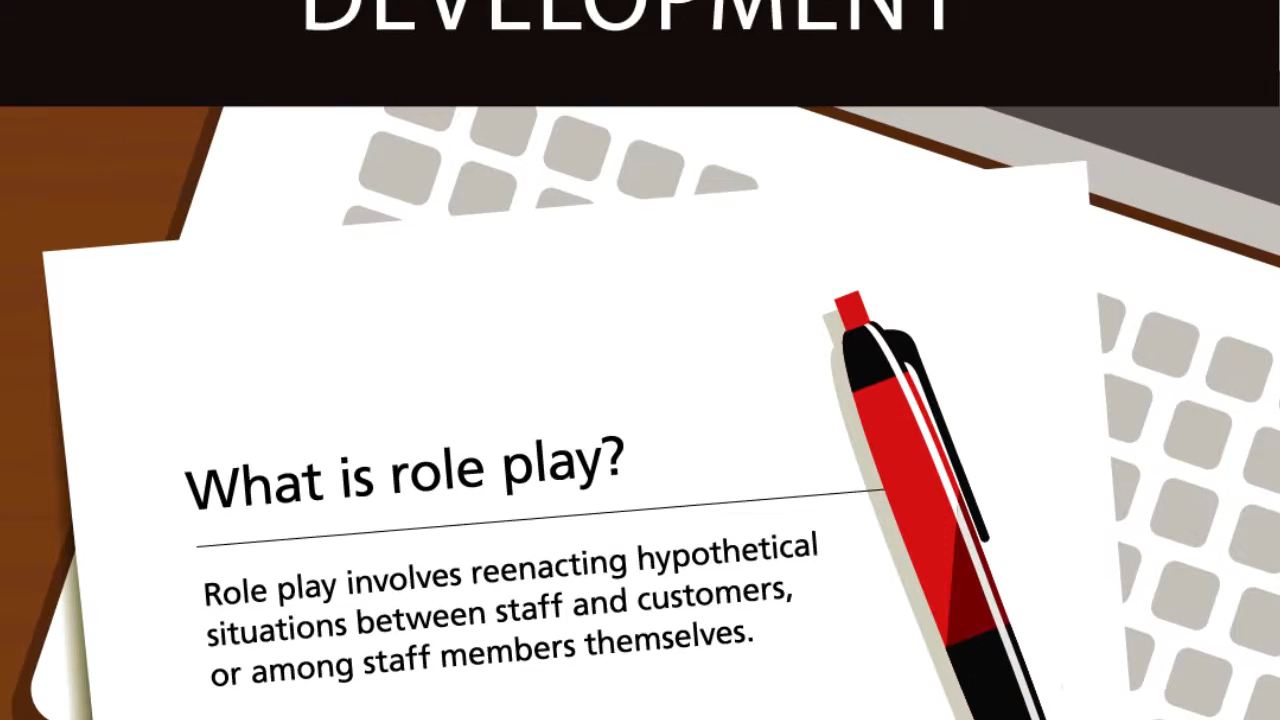 DEVELOPMENT
What is role play?
Role play involves reenacting hypothetical
situations between staff and customers,
or among staff members themselves.